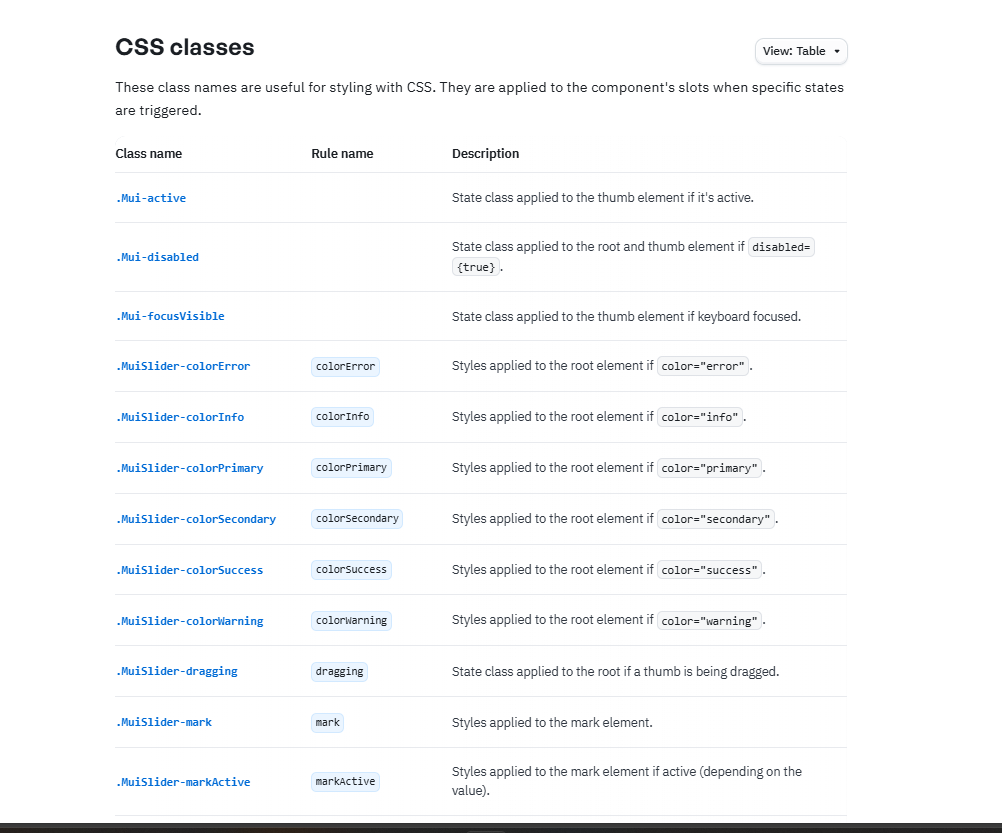 CSS classes
View: Table
These class names are useful for styling with CSS. They are applied to the component's slots when specific states
are triggered.
Class name Rule name Description
.Mui-active State class applied to the thumb element if it's active.
.Mui-disabled State class applied to the root and thumb element if disabled=
{true}.
.Mui-focusVisible State class applied to the thumb element if keyboard focused.
.MuiSlider-colorError colorError Styles applied to the root element if color="error".
.MuiSlider-colorInfo colorInfo Styles applied to the root element if color="info".
.MuiSlider-colorPrimary colorPrimary Styles applied to the root element if color="primary".
.MuiSlider-colorSecondary colorSecondary Styles applied to the root element if color="secondary".
.MuiSlider-colorSuccess colorSuccess Styles applied to the root element if color="success".
.MuiSlider-colorWarning colorWarning Styles applied to the root element if color="warning".
.MuiSlider-dragging dragging State class applied to the root if a thumb is being dragged.
.MuiSlider-mark mark Styles applied to the mark element.
.MuiSlider-markActive markActive Styles applied to the mark element if active (depending on the
value).